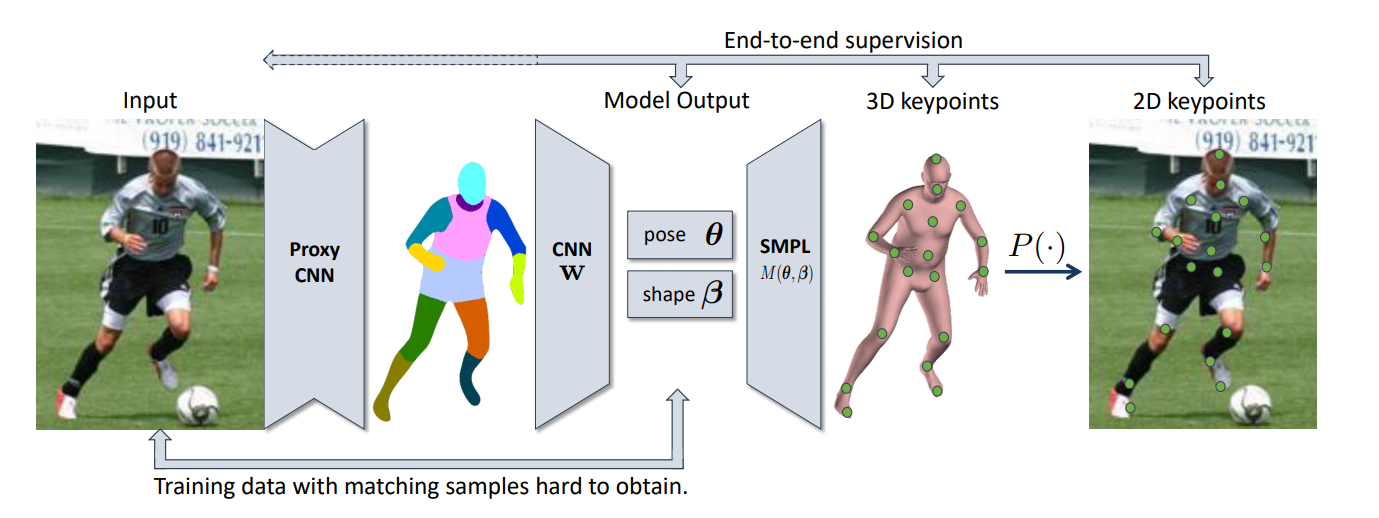 End-to-end supervision
Input
Model Output
3D keypoints
2D keypoints
(919) 841-921
(919) 841-921
10
10
Proxy
CNN
CNN
w
pose θ
shape β
SMPL
M(θ, β)
P(·)
Training data with matching samples hard to obtain.